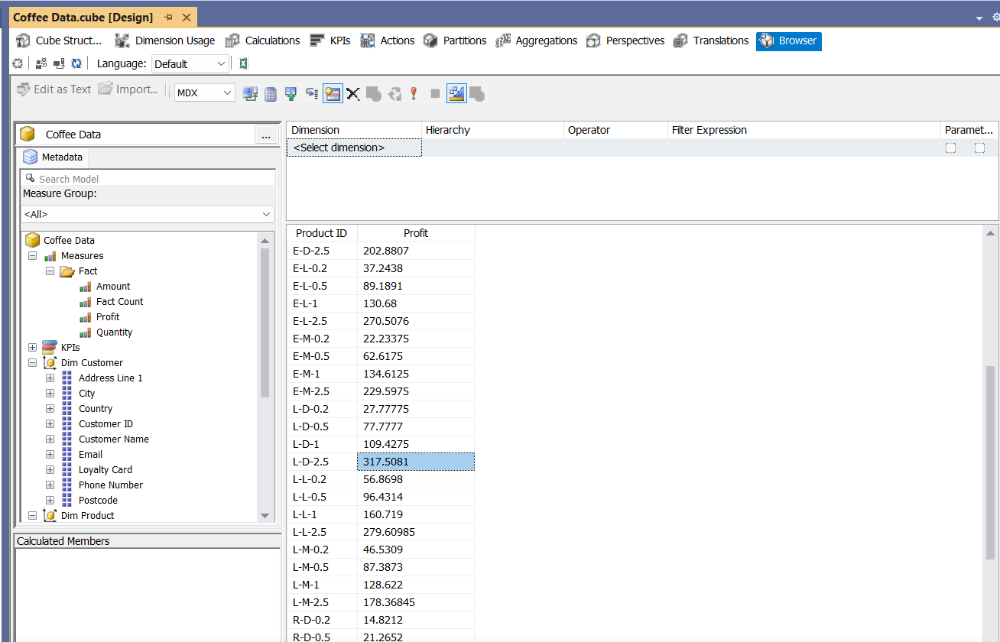 Coffee Data.cube [Design]
Cube Struct... Dimension Usage Calculations KPIs Actions Partitions Aggregations Perspectives Translations Browser
Language: Default
Edit as Text Import... MDX
Coffee Data ...
Metadata
Search Model
Measure Group:
<All>
Coffee Data
Measures
Fact
Amount
Fact Count
Profit
Quantity
KPIs
Dim Customer
Address Line 1
City
Country
Customer ID
Customer Name
Email
Loyalty Card
Phone Number
Postcode
Dim Product
Calculated Members
Dimension Hierarchy Operator Filter Expression Paramet...
<Select dimension>
Product ID Profit
E-D-2.5 202.8807
E-L-0.2 37.2438
E-L-0.5 89.1891
E-L-1 130.68
E-L-2.5 270.5076
E-M-0.2 22.23375
E-M-0.5 62.6175
E-M-1 134.6125
E-M-2.5 229.5975
L-D-0.2 27.77775
L-D-0.5 77.7777
L-D-1 109.4275
L-D-2.5 317.5081
L-L-0.2 56.8698
L-L-0.5 96.4314
L-L-1 160.719
L-L-2.5 279.60985
L-M-0.2 46.5309
L-M-0.5 87.3873
L-M-1 128.622
L-M-2.5 178.36845
R-D-0.2 14.8212
R-D-0.5 21.2652